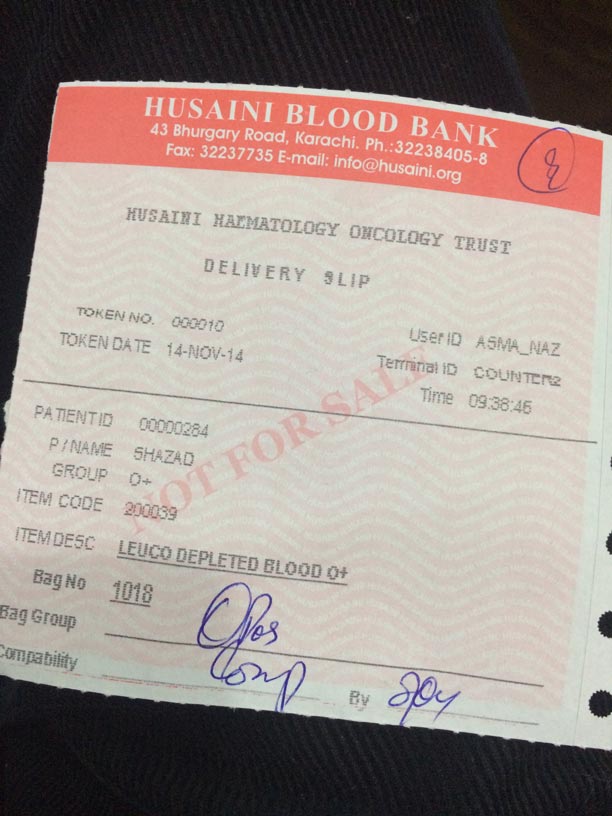 HUSAINI BLOOD BANK
43 Bhurgary Road, Karachi. Ph.:32238405-8
Fax: 32237735 E-mail: info@husaini.org
HUSAINI HAEMATOLOGY ONCOLOGY TRUST
DELIVERY SLIP
TOKEN NO. 000010
User ID ASMA_NAZ
TOKEN DATE 14-NOV-14
Terminal ID COUNTER2
Time 09:38:46
NOT FOR SALE
PATIENT ID 00000284
P/NAME SHAZAD
GROUP O+
ITEM CODE 200039
ITEM DESC LEUCO DEPLETED BLOOD O+
Bag No 1018
Bag Group O Pos
Compability Comp By